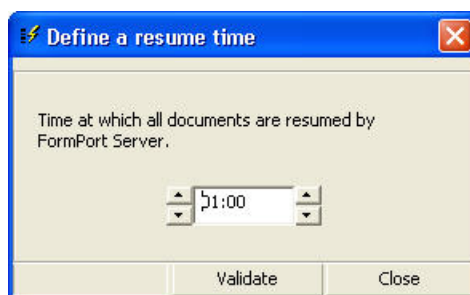 Define a resume time
Time at which all documents are resumed by
FormPort Server.
01:00
Validate
Close